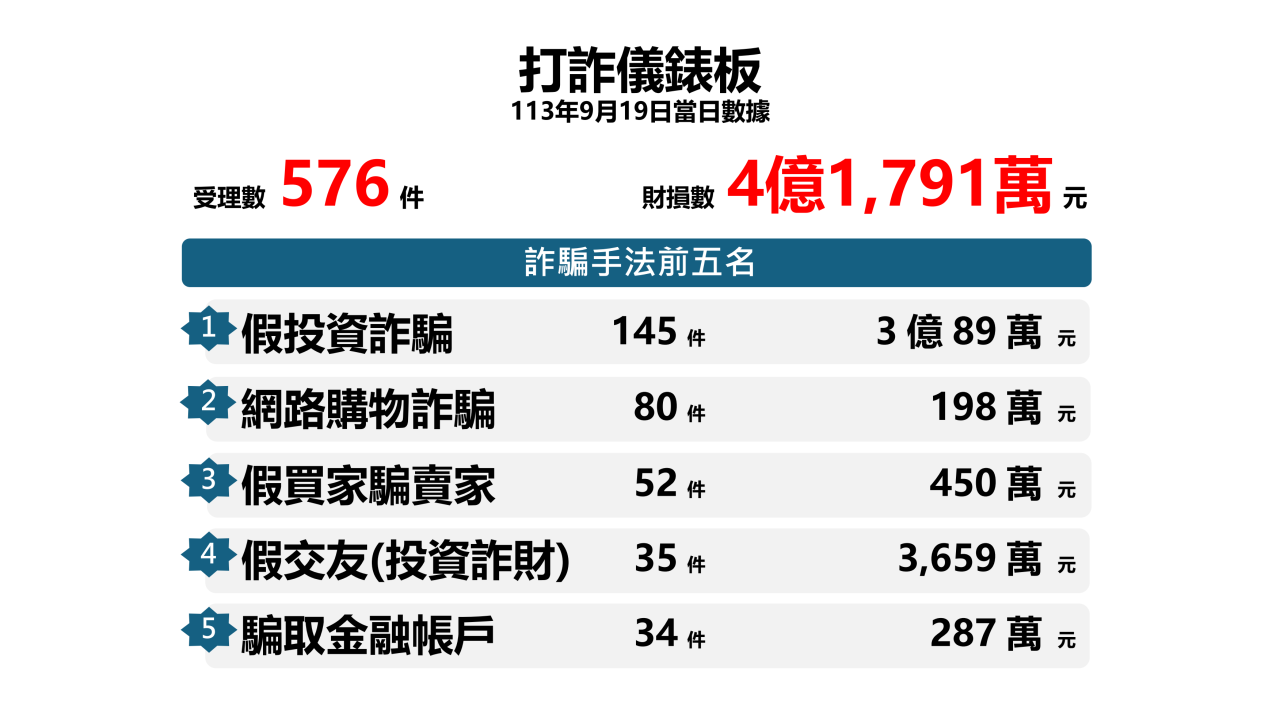 打詐儀錶板
113年9月19日當日數據
受理數 576 件 財損數 4億1,791萬 元
詐騙手法前五名
1 假投資詐騙 145 件 3 億 89 萬 元
2 網路購物詐騙 80 件 198 萬 元
3 假買家騙賣家 52 件 450 萬 元
4 假交友(投資詐財) 35 件 3,659 萬 元
5 騙取金融帳戶 34 件 287 萬 元